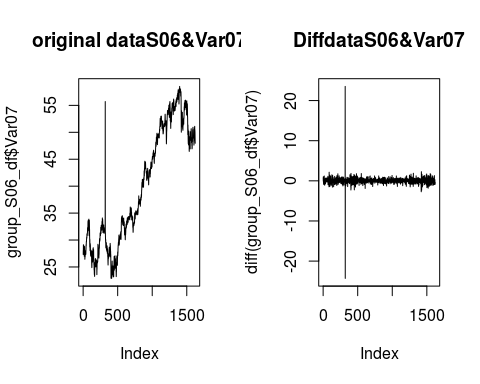 original dataS06&Var07
DiffdataS06&Var07
group_S06_df$Var07
55
45
35
25
0
500
1500
Index
diff(group_S06_df$Var07)
20
10
0
-10
-20
0
500
1500
Index